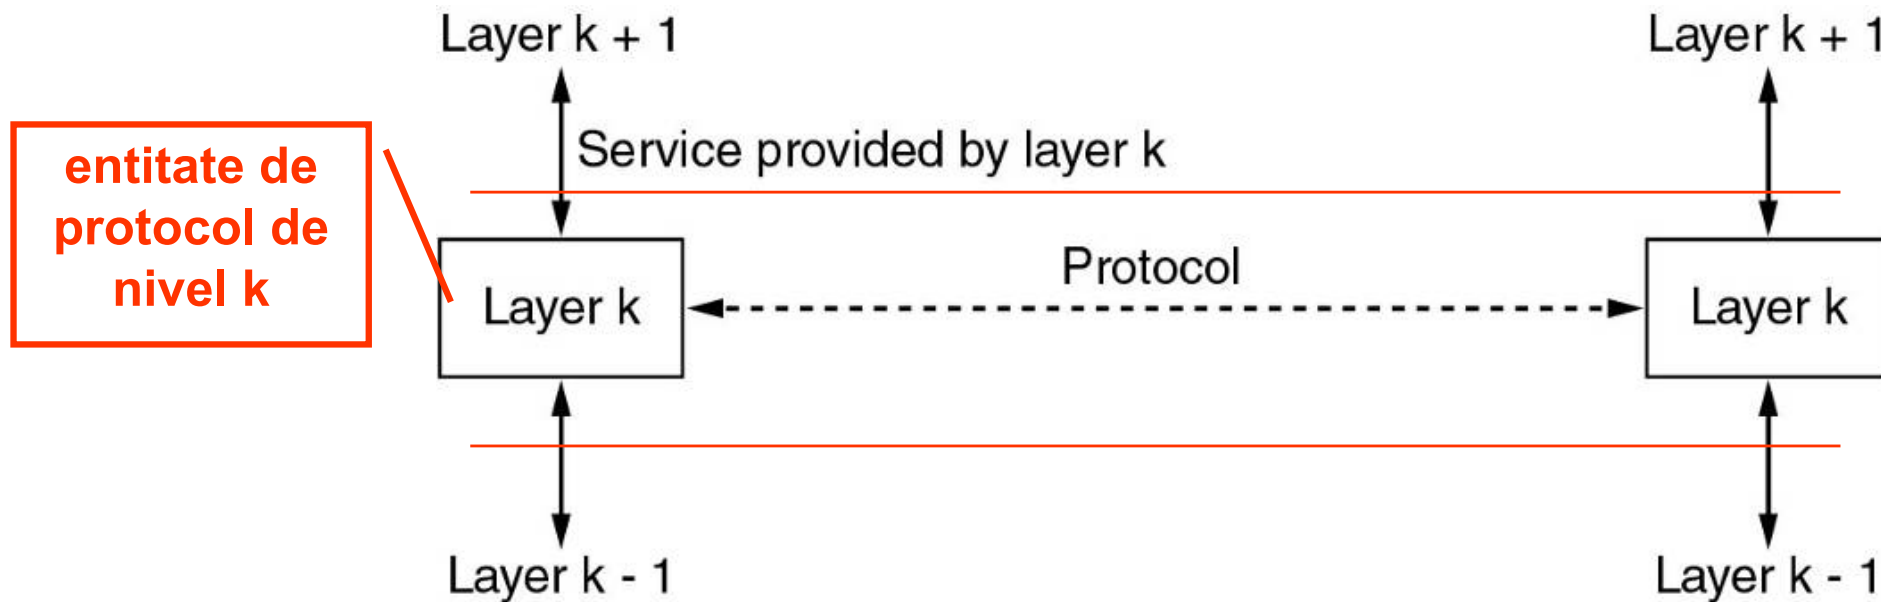 Layer k + 1
Layer k + 1
entitate de
protocol de
nivel k
Service provided by layer k
Protocol
Layer k
Layer k
Layer k - 1
Layer k - 1